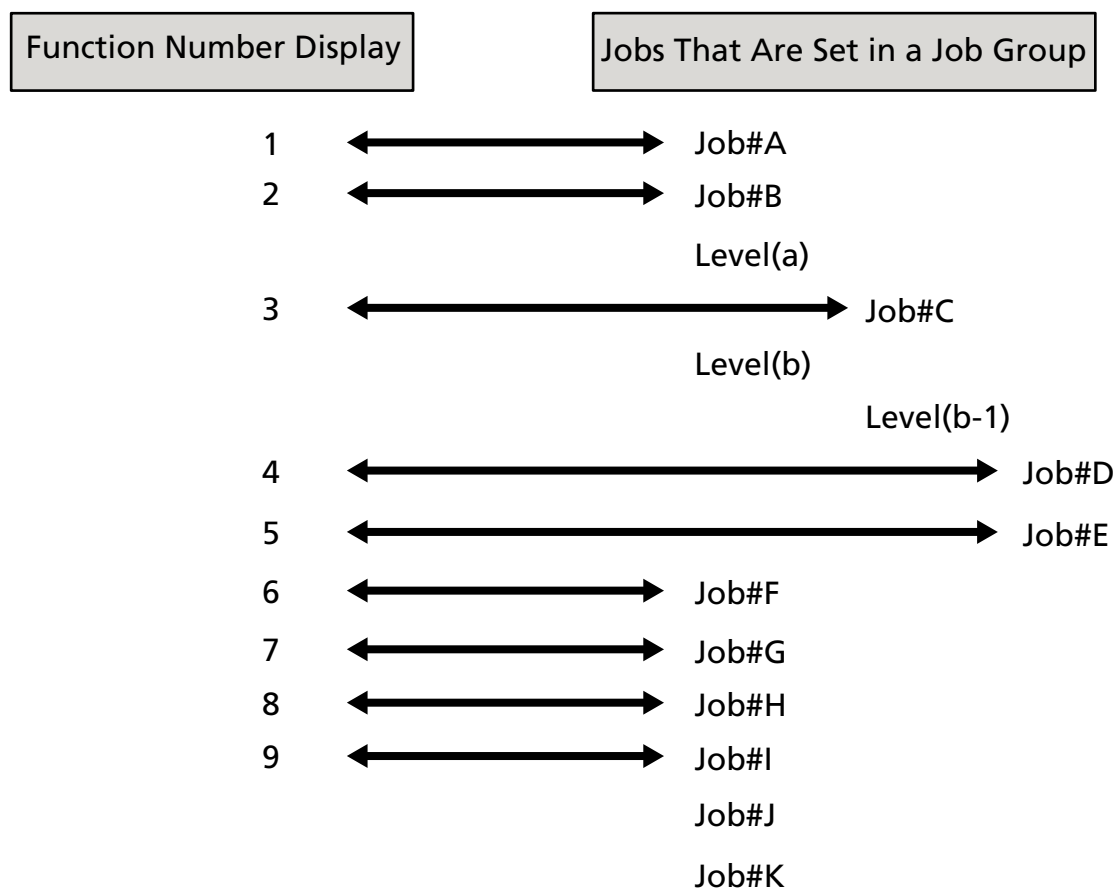 Function Number Display
Jobs That Are Set in a Job Group
1 Job#A
2 Job#B
Level(a)
3 Job#C
Level(b)
Level(b-1)
4 Job#D
5 Job#E
6 Job#F
7 Job#G
8 Job#H
9 Job#I
Job#J
Job#K